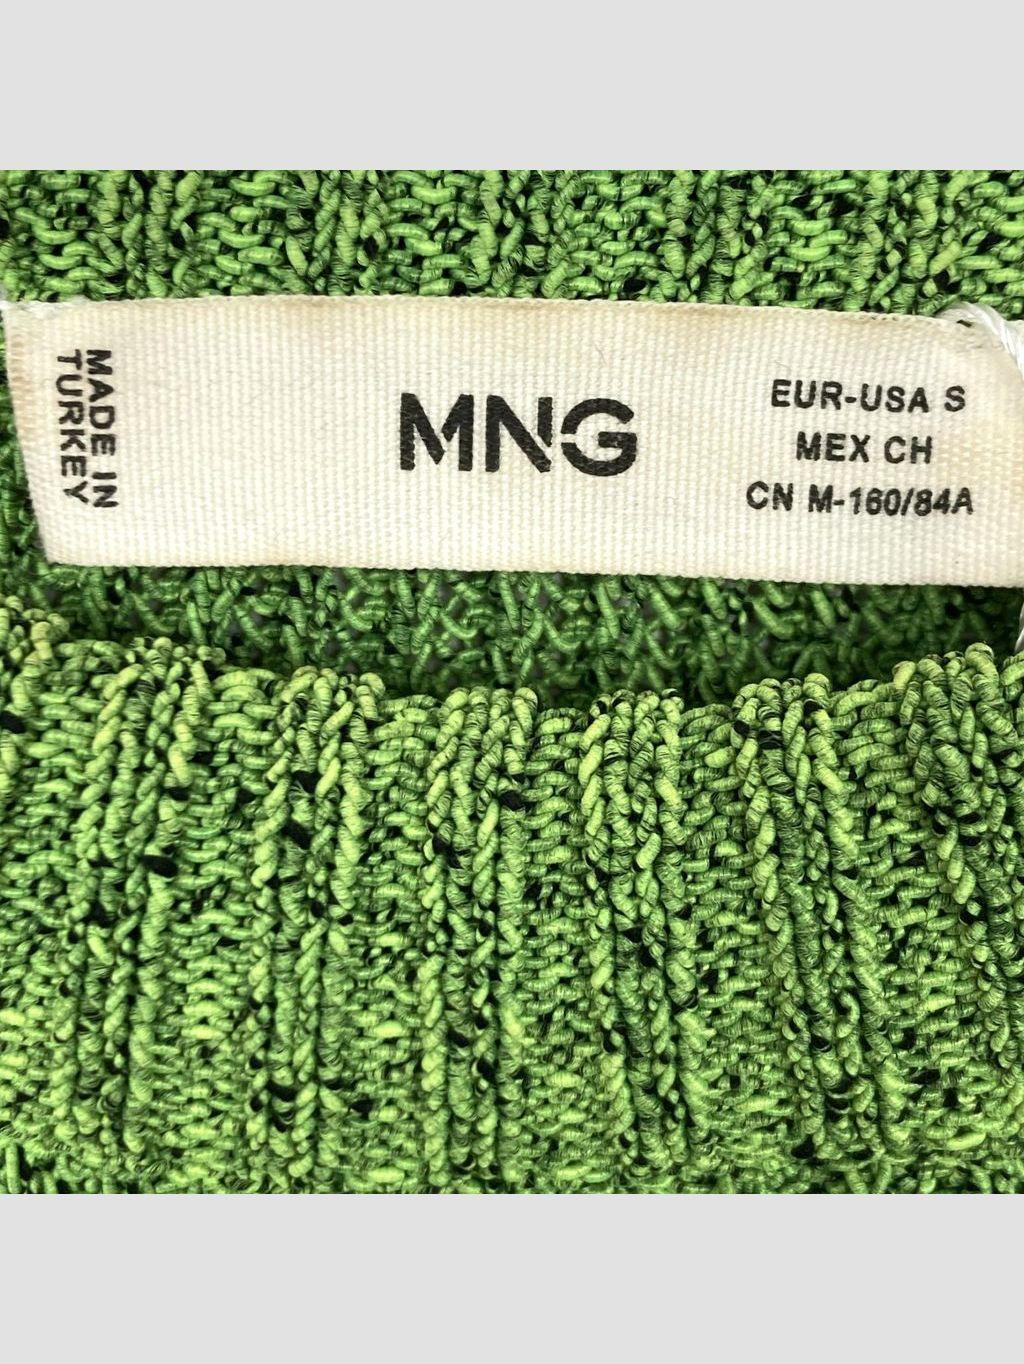 MADE IN
TURKEY
MNG
EUR-USA S
MEX CH
CN M-160/84A